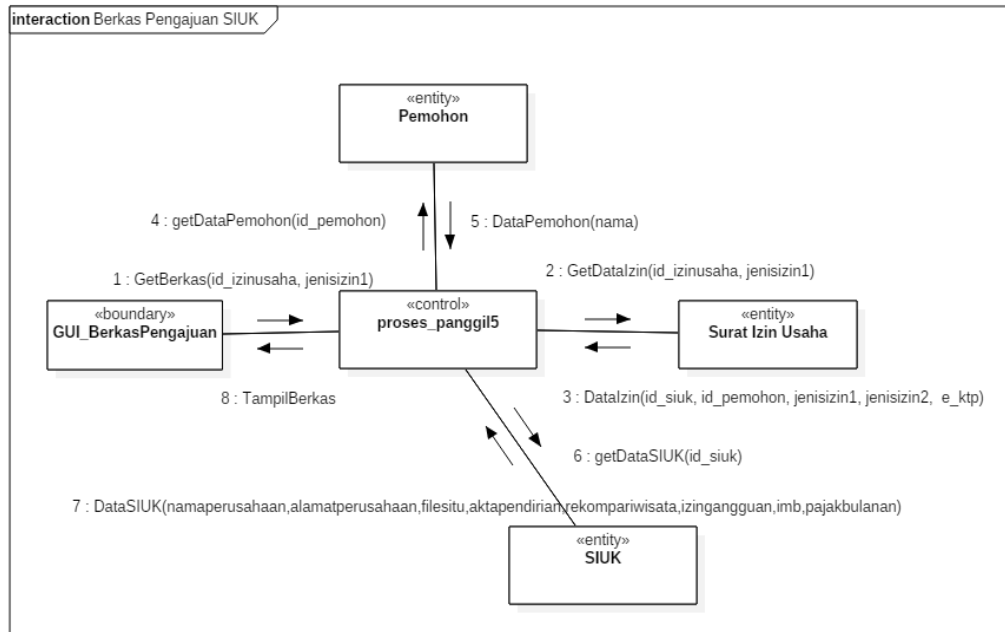 interaction Berkas Pengajuan SIUK
«entity»
Pemohon
4 : getDataPemohon(id_pemohon)
5 : DataPemohon(nama)
1 : GetBerkas(id_izinusaha, jenisizin1)
2 : GetDataIzin(id_izinusaha, jenisizin1)
«boundary»
GUI_BerkasPengajuan
«control»
proses_panggil5
«entity»
Surat Izin Usaha
8 : TampilBerkas
3 : DataIzin(id_siuk, id_pemohon, jenisizin1, jenisizin2, e_ktp)
6 : getDataSIUK(id_siuk)
7 : DataSIUK(namaperusahaan,alamatperusahaan,filesitu,aktapendirian,rekompariwisata,izingangguan,imb,pajakbulanan)
«entity»
SIUK